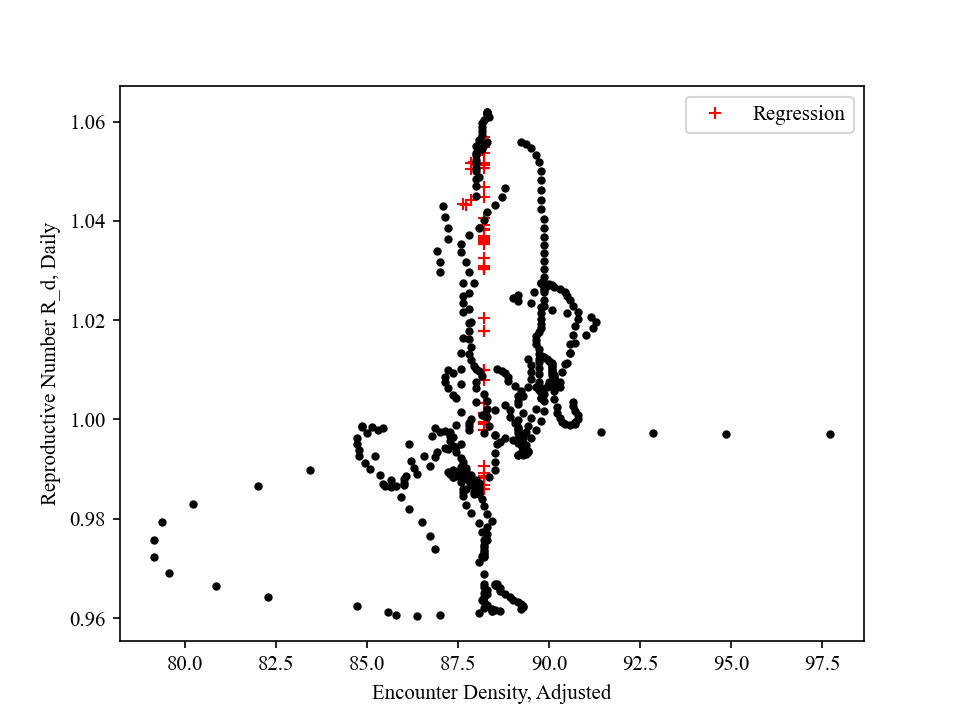 Regression
1.06
1.04
1.02
1.00
0.98
0.96
Reproductive Number R_d, Daily
80.0 82.5 85.0 87.5 90.0 92.5 95.0 97.5
Encounter Density, Adjusted